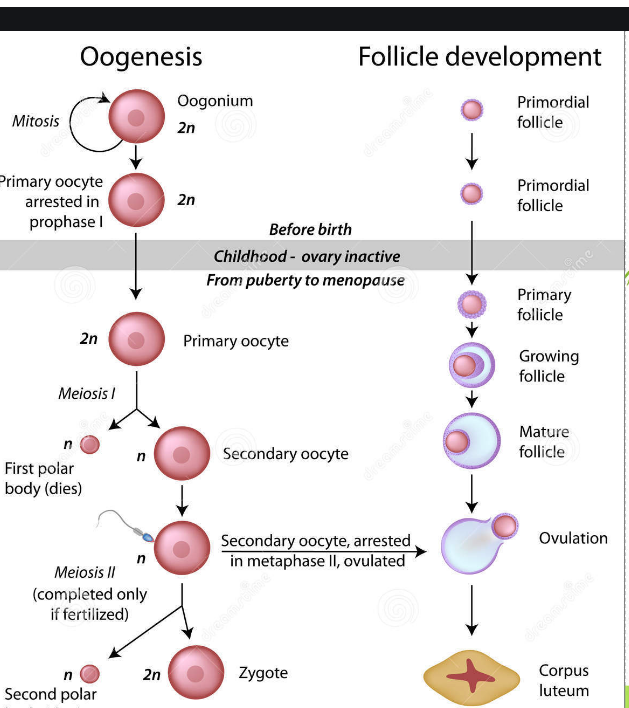 Oogenesis
Follicle development
Oogonium
2n
Mitosis
Primordial
follicle
Primary oocyte
arrested in
prophase I
2n
Primordial
follicle
Before birth
Childhood - ovary inactive
From puberty to menopause
Primary
follicle
2n
Primary oocyte
Growing
follicle
Meiosis I
n
First polar
body (dies)
n
Secondary oocyte
Mature
follicle
n
Secondary oocyte, arrested
in metaphase II, ovulated
Ovulation
Meiosis II
(completed only
if fertilized)
n
Second polar
2n
Zygote
Corpus
luteum